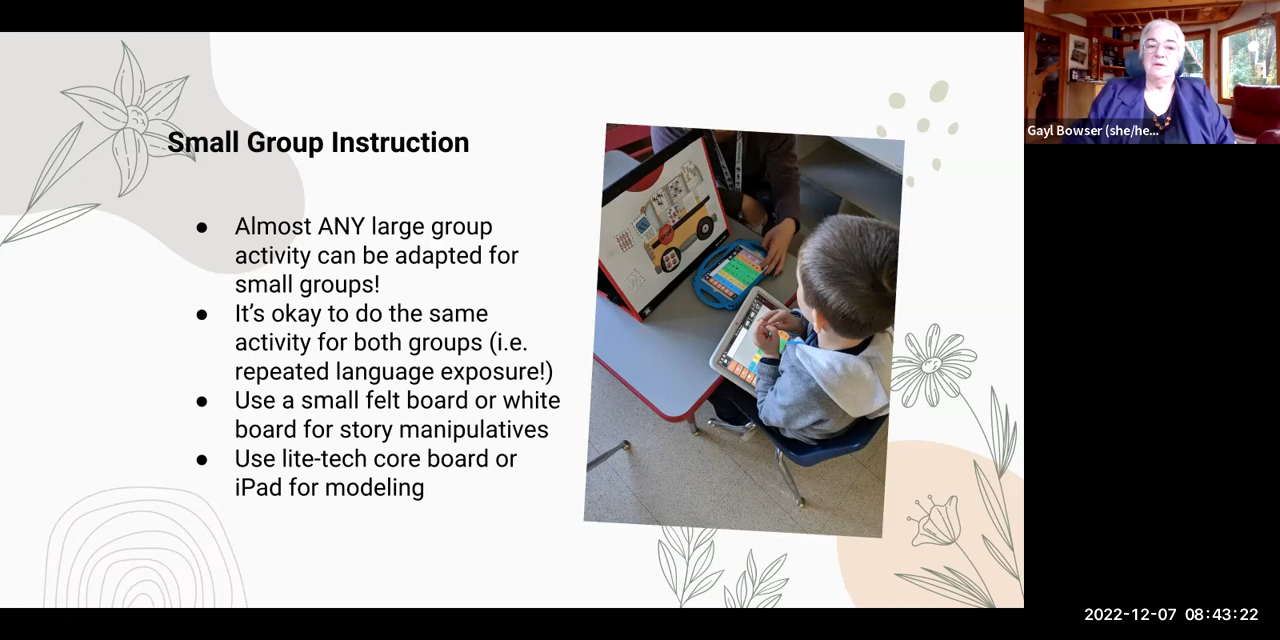 Small Group Instruction
● Almost ANY large group
activity can be adapted for
small groups!
● It's okay to do the same
activity for both groups (i.e.
repeated language exposure!)
● Use a small felt board or white
board for story manipulatives
● Use lite-tech core board or
iPad for modeling
Gayl Bowser (she/he...
2022-12-07 08:43:22